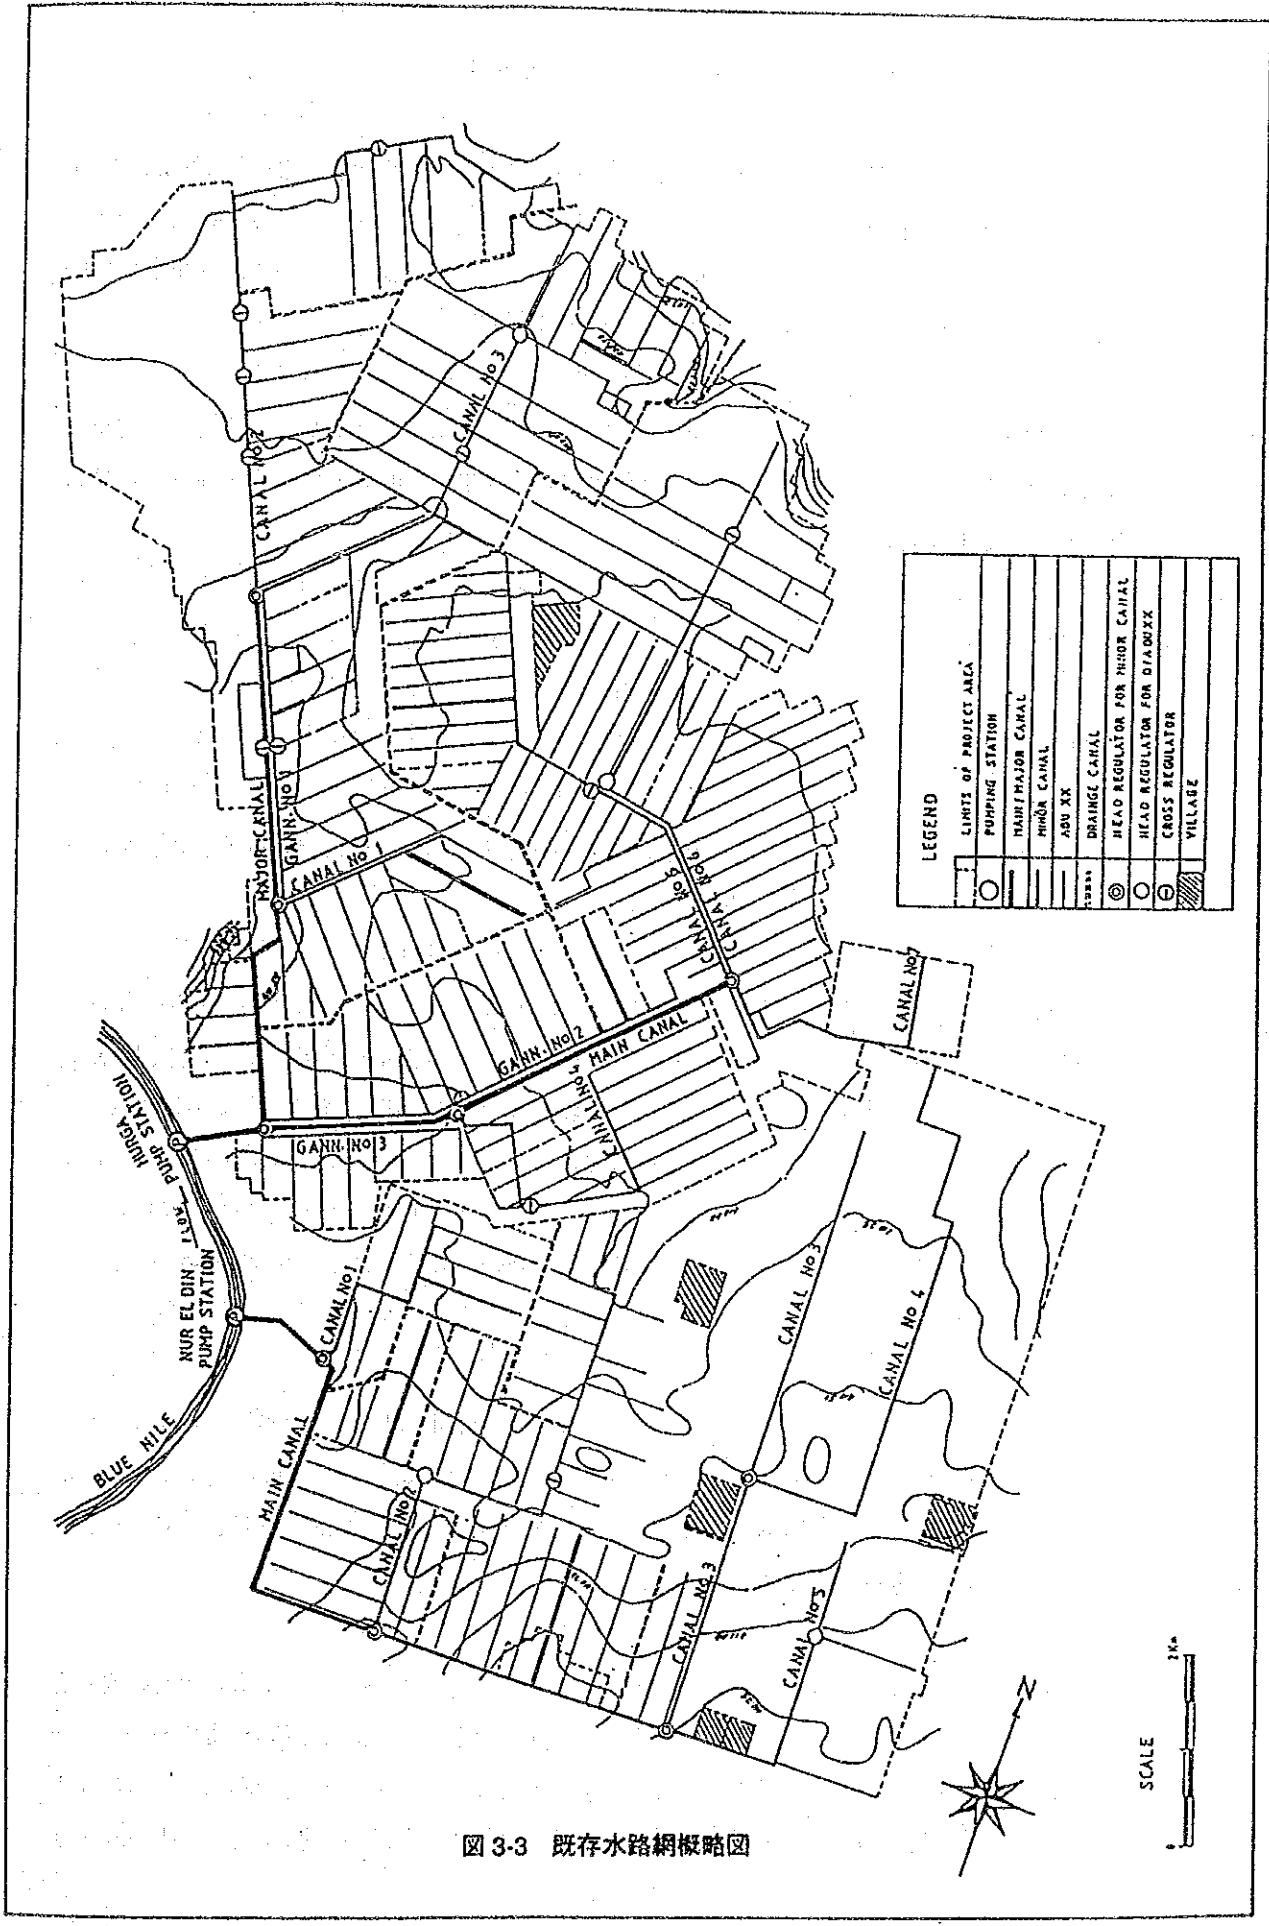 BLUE NILE
NUR EL DIN
PUMP STATION
FLOW
HURGA
PUMP STATION
MAIN CANAL
CANAL No 1
CANAL No 2
CANAL No 3
CANAL No 3
CANAL No 4
CANAL No 5
GANN. No 3
GANN. No 2
MAIN CANAL
CANAL No 5
CANAL No 6
CANAL No 7
MAJOR CANAL
GANN. No 1
CANAL No 1
CANAL No 2
CANAL No 3
LEGEND
LIMITS OF PROJECT AREA
PUMPING STATION
MAIN/MAJOR CANAL
MINOR CANAL
ABU XX
DRAINGE CANAL
HEAD REGULATOR FOR MINOR CANAL
HEAD REGULATOR FOR
CROSS REGULATOR
VILLAGE
N
SCALE
0
2Km
図 3-3 既存水路網概略図